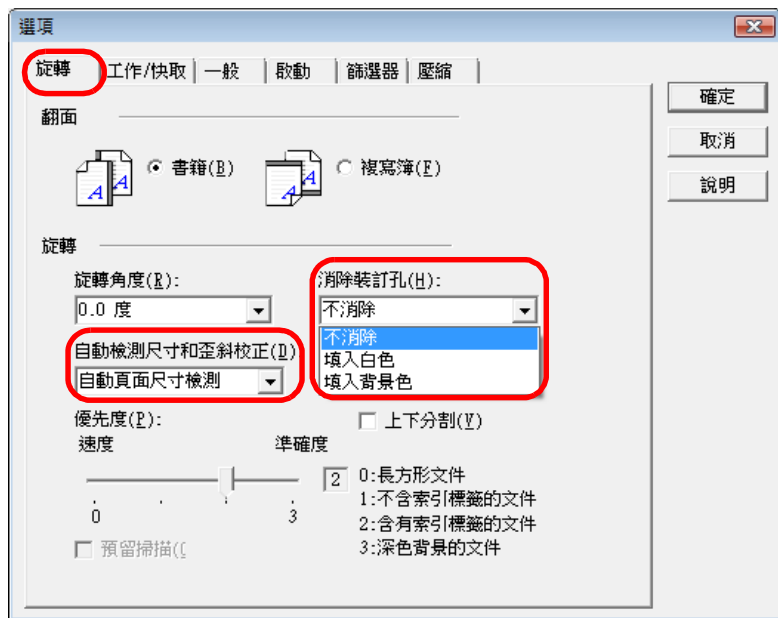 選項
旋轉 工作/快取 一般 啟動 篩選器 壓縮
確定
取消
說明
翻面
A A 書籍(B) A A 複寫簿(F)
旋轉
旋轉角度(R): 消除裝訂孔(H):
0.0 度 不消除
不消除
填入白色
填入背景色
自動檢測尺寸和歪斜校正(D)
自動頁面尺寸檢測
優先度(P): 上下分割(V)
速度 準確度
2
0 3
0:長方形文件
1:不含索引標籤的文件
2:含有索引標籤的文件
3:深色背景的文件
預留掃描(